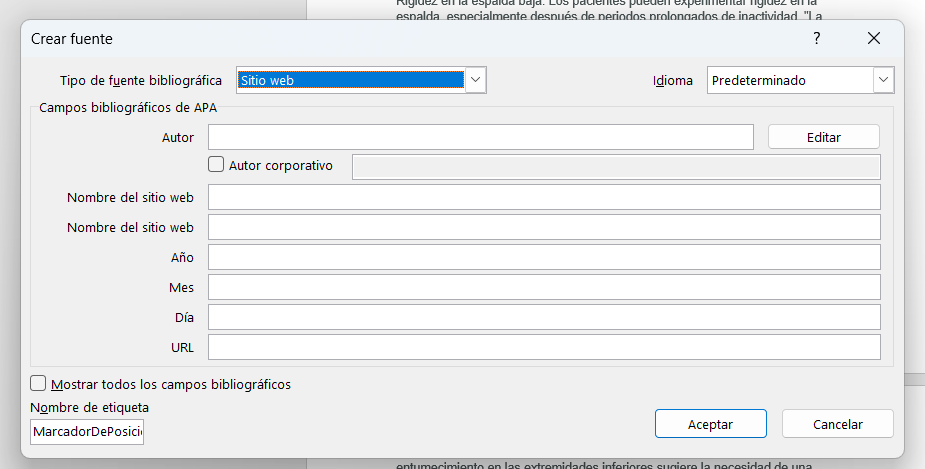 Rigidez en la espalda baja: Los pacientes pueden experimentar rigidez en la
espalda, especialmente después de periodos prolongados de inactividad. "La
Crear fuente ?
Tipo de fuente bibliográfica Sitio web Idioma Predeterminado
Campos bibliográficos de APA
Autor Editar
Autor corporativo
Nombre del sitio web
Nombre del sitio web
Año
Mes
Día
URL
Mostrar todos los campos bibliográficos
Nombre de etiqueta
MarcadorDePosici
Aceptar Cancelar
entumecimiento en las extremidades inferiores sugiere la necesidad de una